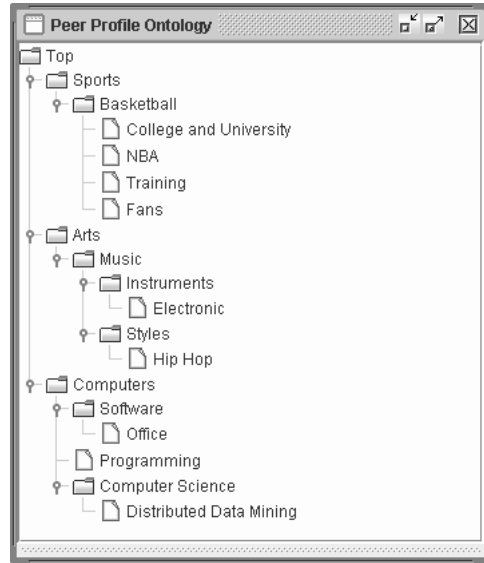 Peer Profile Ontology
Top
Sports
Basketball
College and University
NBA
Training
Fans
Arts
Music
Instruments
Electronic
Styles
Hip Hop
Computers
Software
Office
Programming
Computer Science
Distributed Data Mining